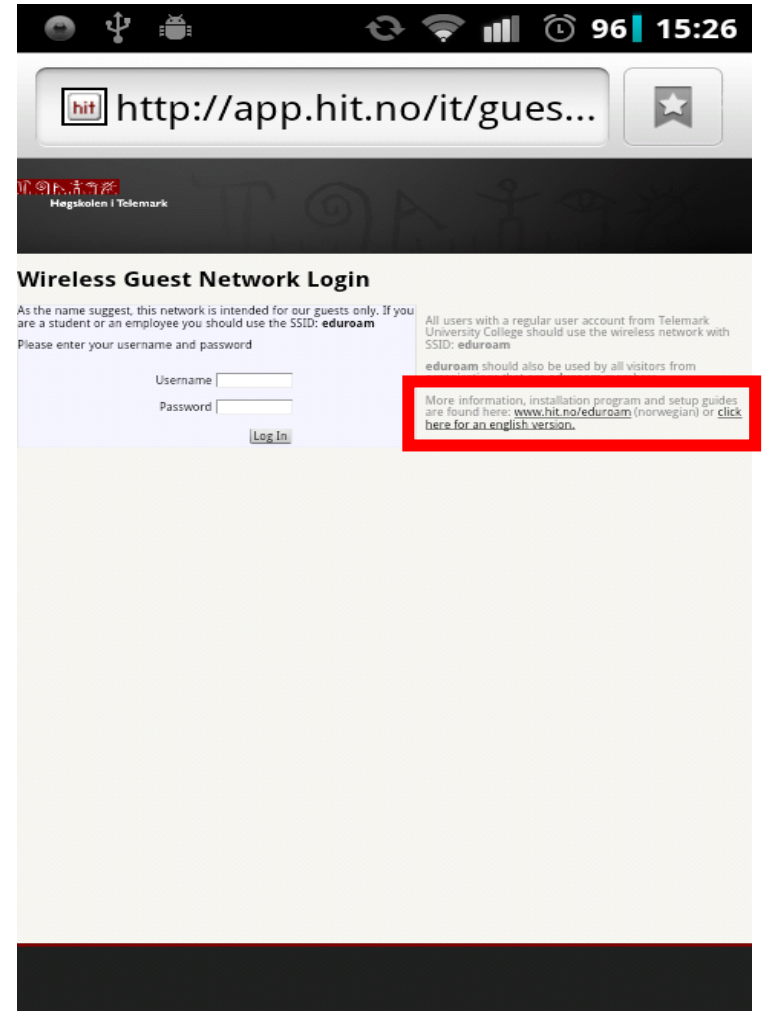 96 15:26
hit http://app.hit.no/it/gues...
Høgskolen i Telemark
Wireless Guest Network Login
As the name suggest, this network is intended for our guests only. If you
are a student or an employee you should use the SSID: eduroam
Please enter your username and password
Username
Password
Log In
All users with a regular user account from Telemark
University College should use the wireless network with
SSID: eduroam
eduroam should also be used by all visitors from
More information, installation program and setup guides
are found here: www.hit.no/eduroam (norwegian) or click
here for an english version.